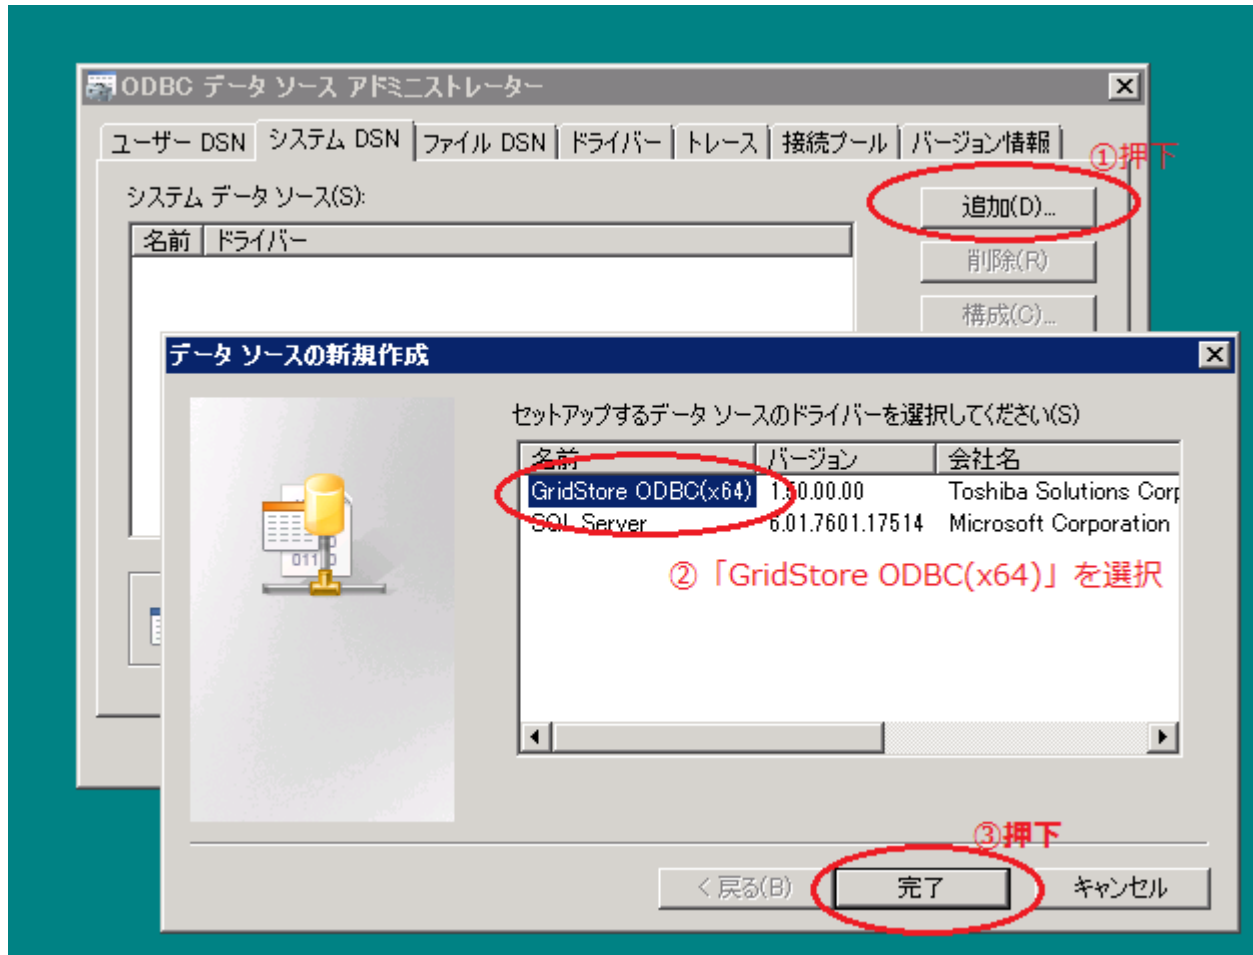 ODBC データ ソース アドミニストレーター
ユーザー DSN システム DSN ファイル DSN ドライバー トレース 接続プール バージョン情報
①押下
システム データ ソース(S):
追加(D)...
名前 ドライバー
削除(R)
構成(C)...
データ ソースの新規作成
セットアップするデータ ソースのドライバーを選択してください(S)
名前 バージョン 会社名
GridStore ODBC(x64) 1.50.00.00 Toshiba Solutions Corp
SQL Server 6.01.7601.17514 Microsoft Corporation
②「GridStore ODBC(x64)」を選択
③押下
< 戻る(B) 完了 キャンセル